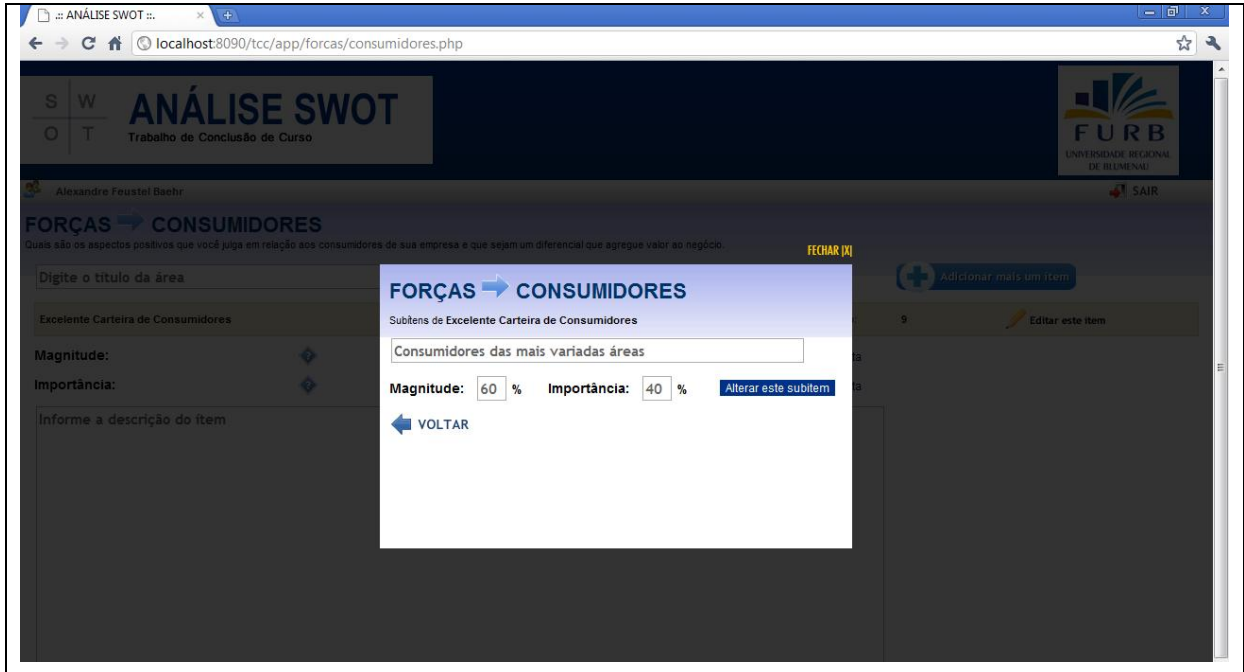 .:: ANÁLISE SWOT ::.
localhost:8090/tcc/app/forcas/consumidores.php
S W
O T
ANÁLISE SWOT
Trabalho de Conclusão de Curso
FURB
UNIVERSIDADE REGIONAL
DE BLUMENAU
Alexandre Feustel Baehr
SAIR
FORÇAS CONSUMIDORES
Quais são os aspectos positivos que você julga em relação aos consumidores de sua empresa e que sejam um diferencial que agregue valor ao negócio.
FECHAR [X]
Digite o título da área
Adicionar mais um item
FORÇAS CONSUMIDORES
Subítens de Excelente Carteira de Consumidores
Excelente Carteira de Consumidores
9 Editar este item
Consumidores das mais variadas áreas
Magnitude:
ta
Importância:
ta
Magnitude: 60 % Importância: 40 % Alterar este subitem
Informe a descrição do ítem
VOLTAR